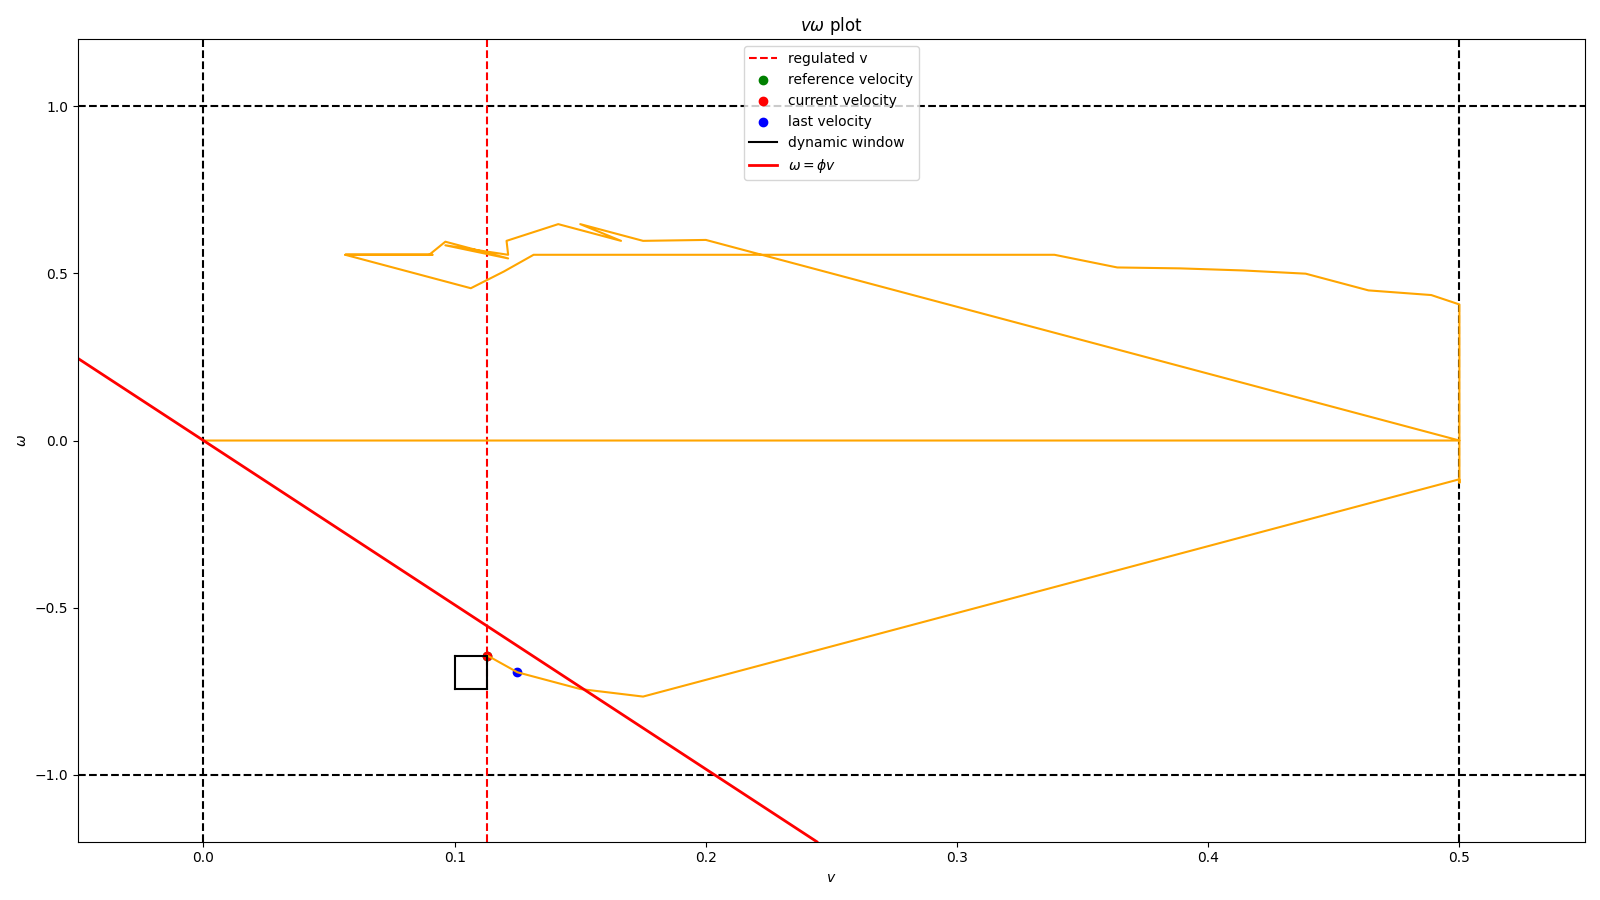 vω plot
regulated v
reference velocity
current velocity
last velocity
dynamic window
ω = ϕv
1.0
0.5
0.0
−0.5
−1.0
ω
0.0 0.1 0.2 0.3 0.4 0.5
v